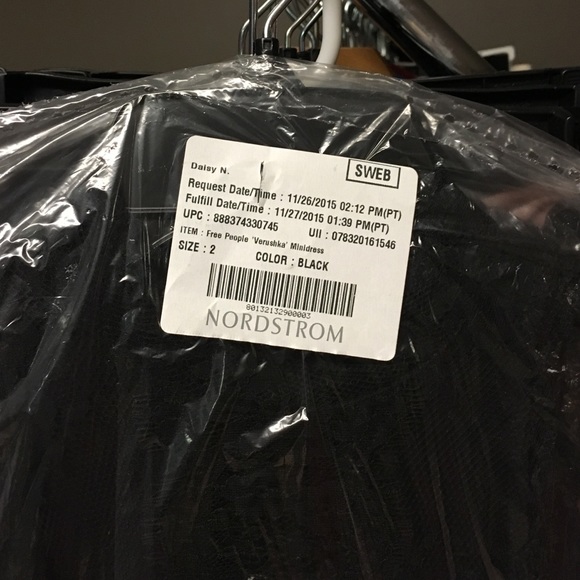 Daisy N.
SWEB
Request Date/Time : 11/26/2015 02:12 PM(PT)
Fulfill Date/Time : 11/27/2015 01:39 PM(PT)
UPC : 888374330745 UII : 078320161546
ITEM : Free People 'Verushka' Minidress
SIZE : 2 COLOR : BLACK
80132132900003
NORDSTROM